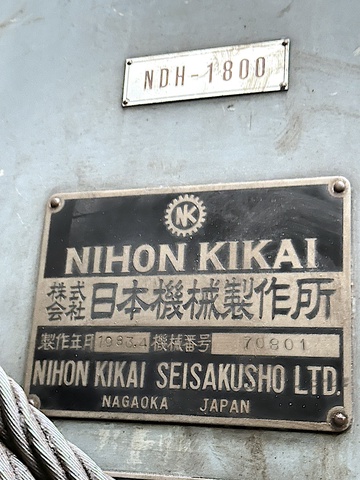 NDH-1800
NK
NIHON KIKAI
株式会社 日本機械製作所
製作年月 1983.4 機械番号 70801
NIHON KIKAI SEISAKUSHO LTD.
NAGAOKA JAPAN